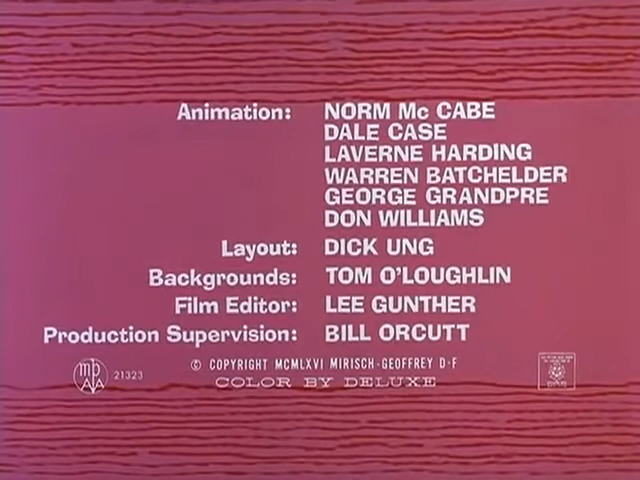 Animation: NORM Mc CABE
DALE CASE
LAVERNE HARDING
WARREN BATCHELDER
GEORGE GRANDPRE
DON WILLIAMS
Layout: DICK UNG
Backgrounds: TOM O'LOUGHLIN
Film Editor: LEE GUNTHER
Production Supervision: BILL ORCUTT
© COPYRIGHT MCMLXVI MIRISCH-GEOFFREY D-F
21323
COLOR BY DELUXE